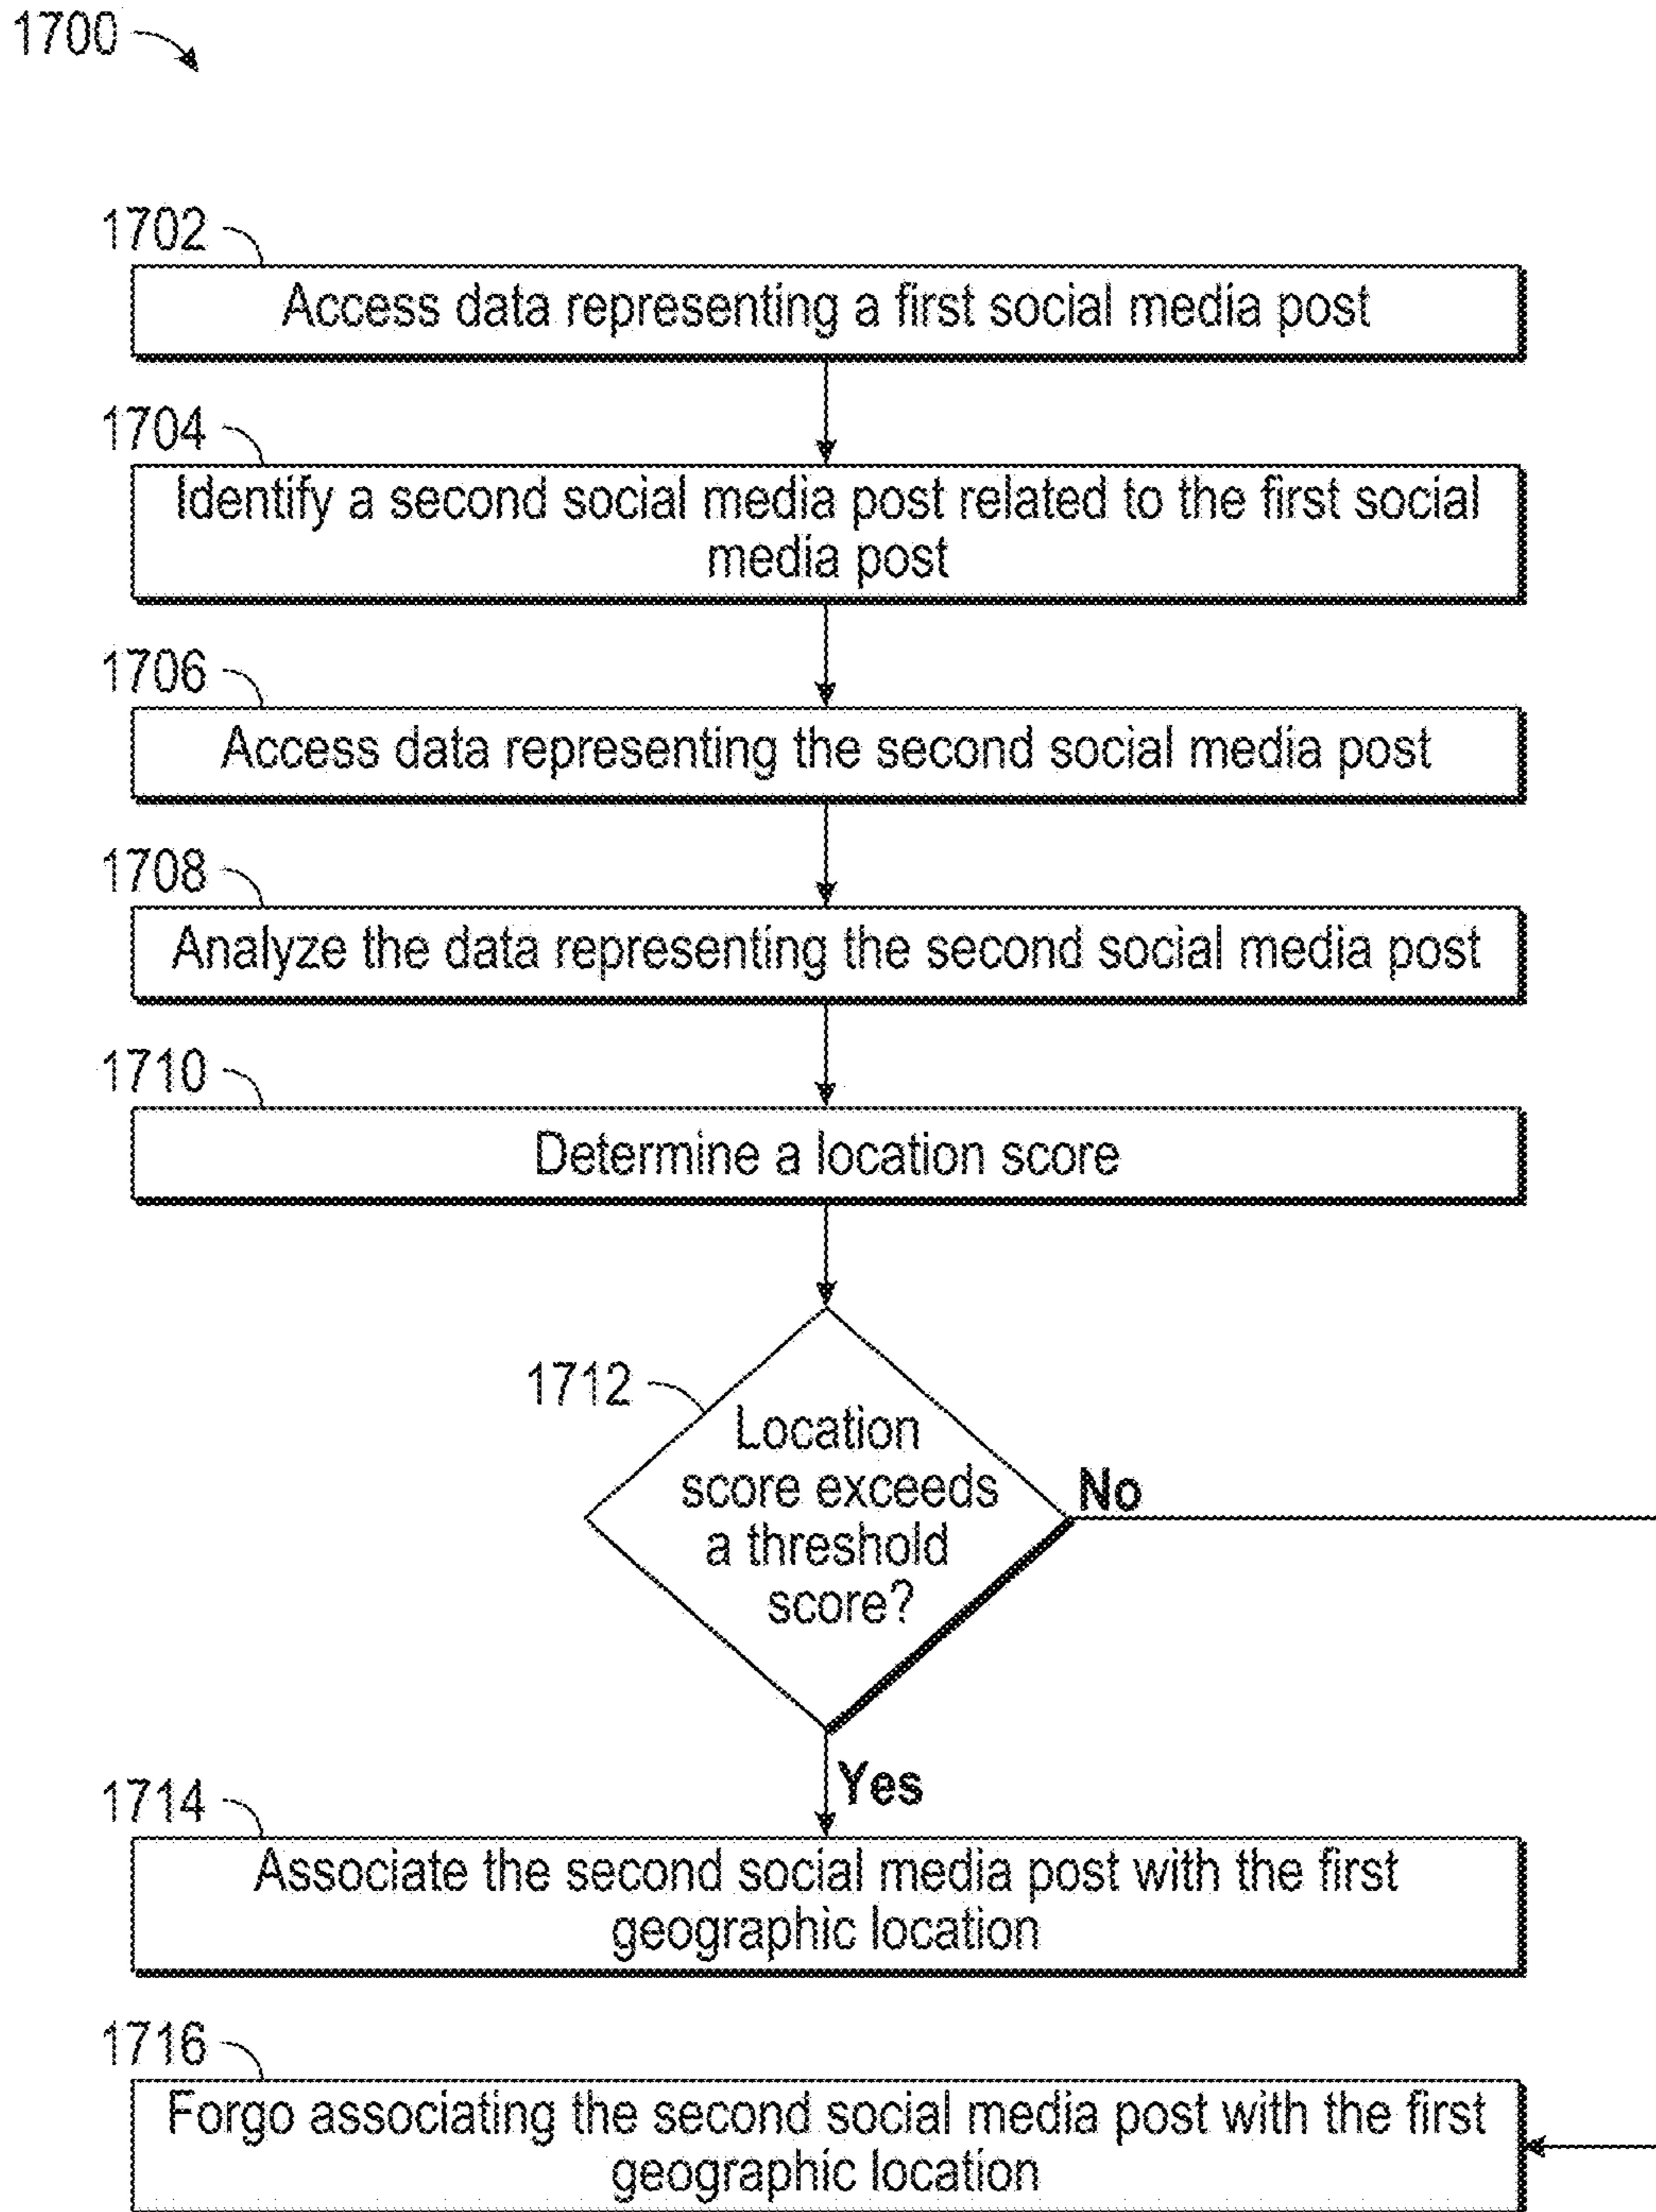 1700
1702
Access data representing a first social media post
1704
Identify a second social media post related to the first social
media post
1706
Access data representing the second social media post
1708
Analyze the data representing the second social media post
1710
Determine a location score
1712
Location
score exceeds
a threshold
score?
No
Yes
1714
Associate the second social media post with the first
geographic location
1716
Forgo associating the second social media post with the first
geographic location